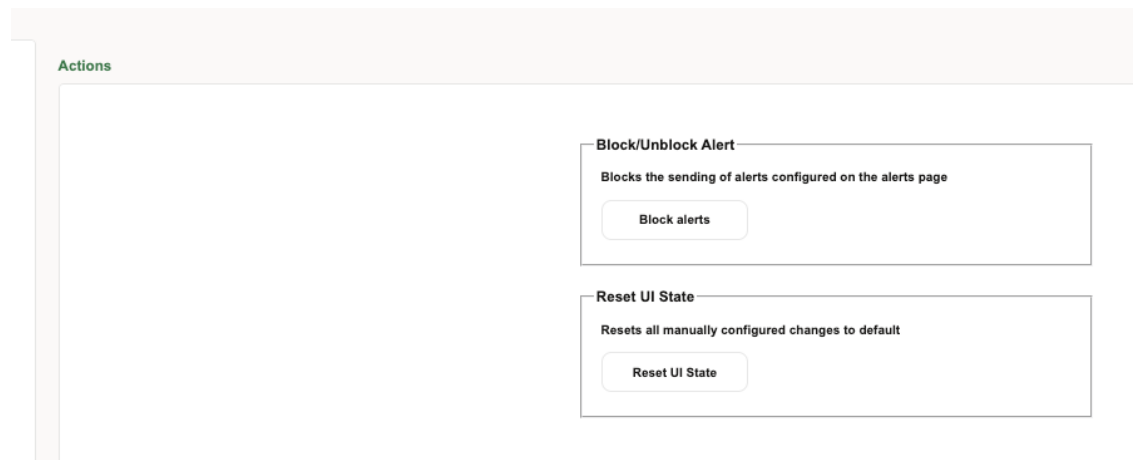 Actions
Block/Unblock Alert
Blocks the sending of alerts configured on the alerts page
Block alerts
Reset UI State
Resets all manually configured changes to default
Reset UI State